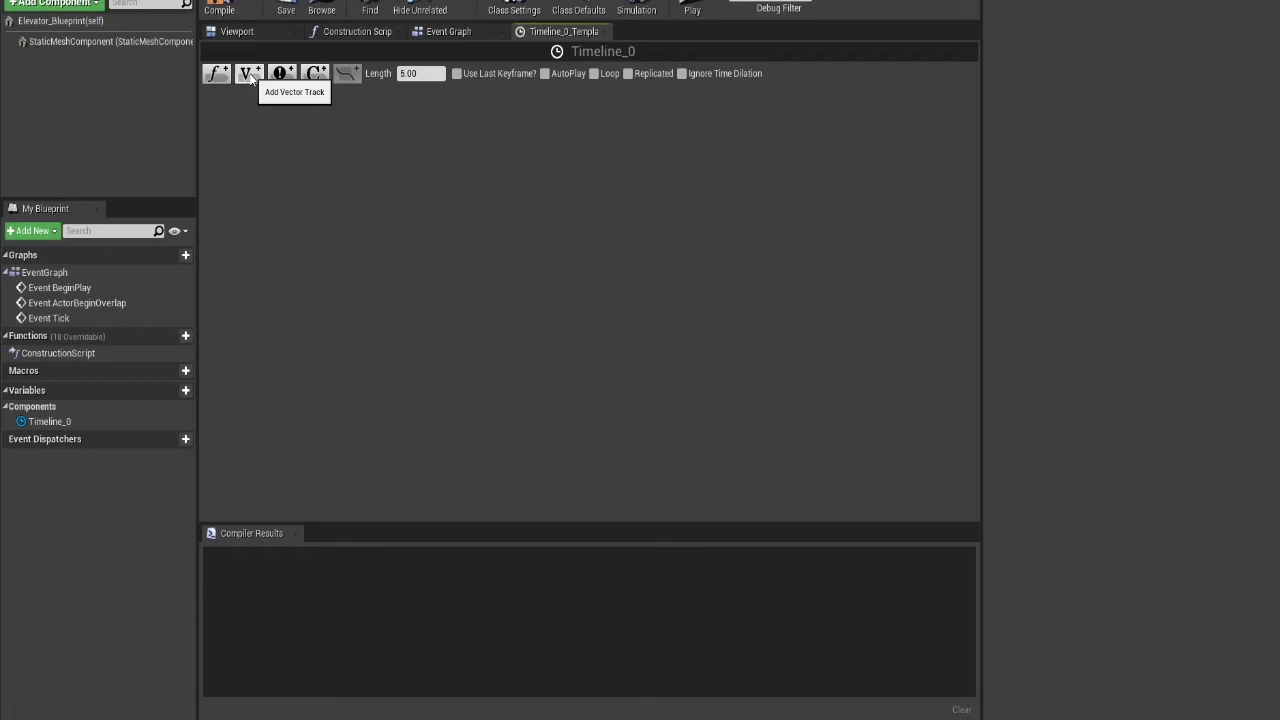 Add Component
Search
Compile
Save
Browse
Find
Hide Unrelated
Class Settings
Class Defaults
Simulation
Play
Debug Filter
Elevator_Blueprint(self)
StaticMeshComponent (StaticMeshCompone
Viewport
Construction Scrip
Event Graph
Timeline_0_Templa
Timeline_0
f+
V+
C+
Length
5.00
Use Last Keyframe?
AutoPlay
Loop
Replicated
Ignore Time Dilation
Add Vector Track
My Blueprint
Add New
Search
Graphs
EventGraph
Event BeginPlay
Event ActorBeginOverlap
Event Tick
Functions (18 Overridable)
ConstructionScript
Macros
Variables
Components
Timeline_0
Event Dispatchers
Compiler Results
Clear